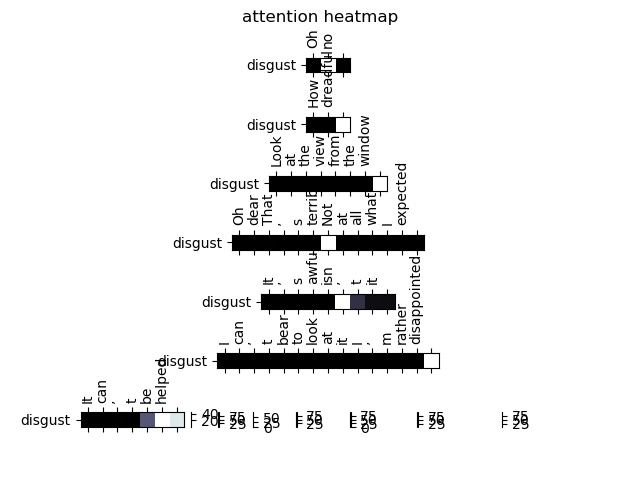 attention heatmap
Oh no
disgust
How dreadful
disgust
Look at the view from the window
disgust
Oh dear That ' s Not at all what I expected
disgust
It ' s isn ' t it
disgust
I can ' t bear to look at it I ' m rather disappointed
disgust
It can ' t be helped
disgust
40 75 50 75 75 75 75
20 25 25 25 25 25 25
0 0